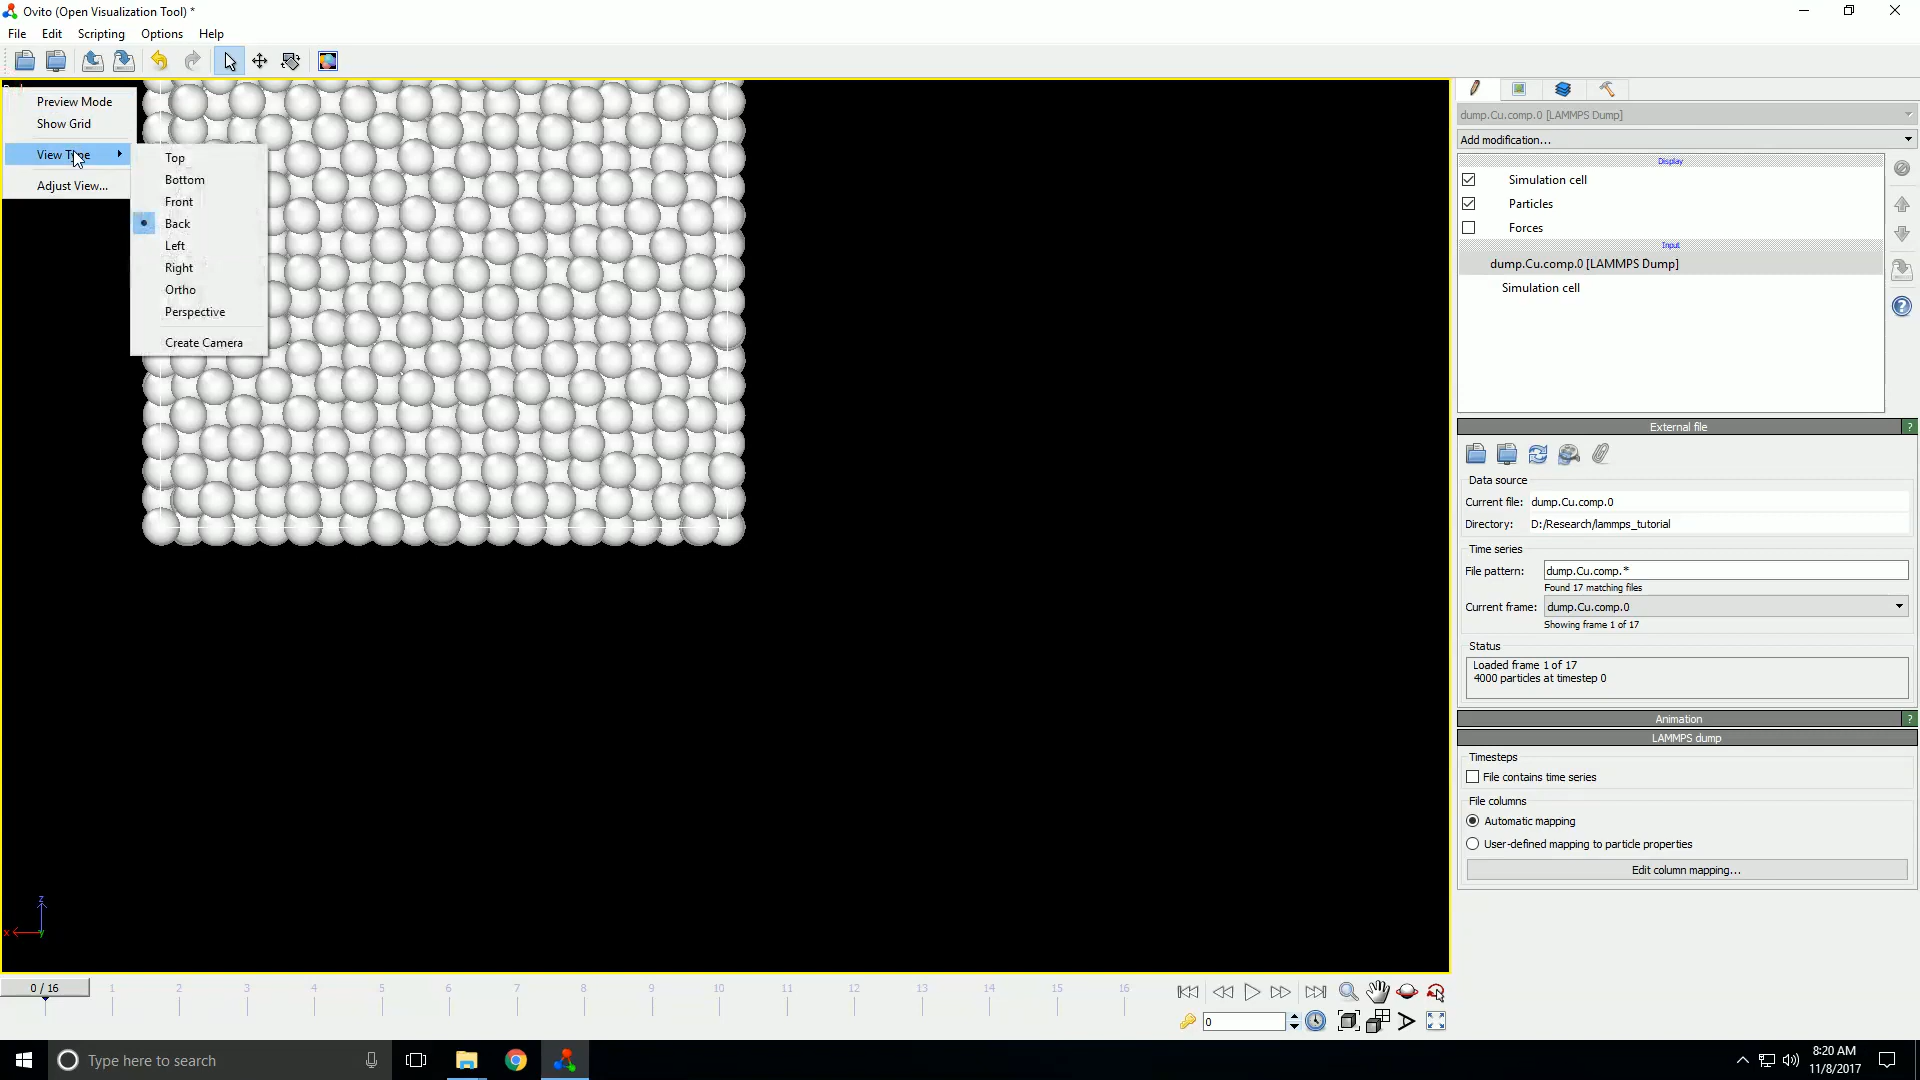 Ovito (Open Visualization Tool) *
File Edit Scripting Options Help
Preview Mode
Show Grid
View Type
Adjust View...
Top
Bottom
Front
Back
Left
Right
Ortho
Perspective
Create Camera
z
x
y
dump.Cu.comp.0 [LAMMPS Dump]
Add modification...
Display
Simulation cell
Particles
Forces
Input
dump.Cu.comp.0 [LAMMPS Dump]
Simulation cell
External file ?
Data source
Current file: dump.Cu.comp.0
Directory: D:/Research/lammps_tutorial
Time series
File pattern: dump.Cu.comp.*
Found 17 matching files
Current frame: dump.Cu.comp.0
Showing frame 1 of 17
Status
Loaded frame 1 of 17
4000 particles at timestep 0
Animation ?
LAMMPS dump
Timesteps
File contains time series
File columns
Automatic mapping
User-defined mapping to particle properties
Edit column mapping...
0 / 16 1 2 3 4 5 6 7 8 9 10 11 12 13 14 15 16
0
Type here to search
8:20 AM
11/8/2017